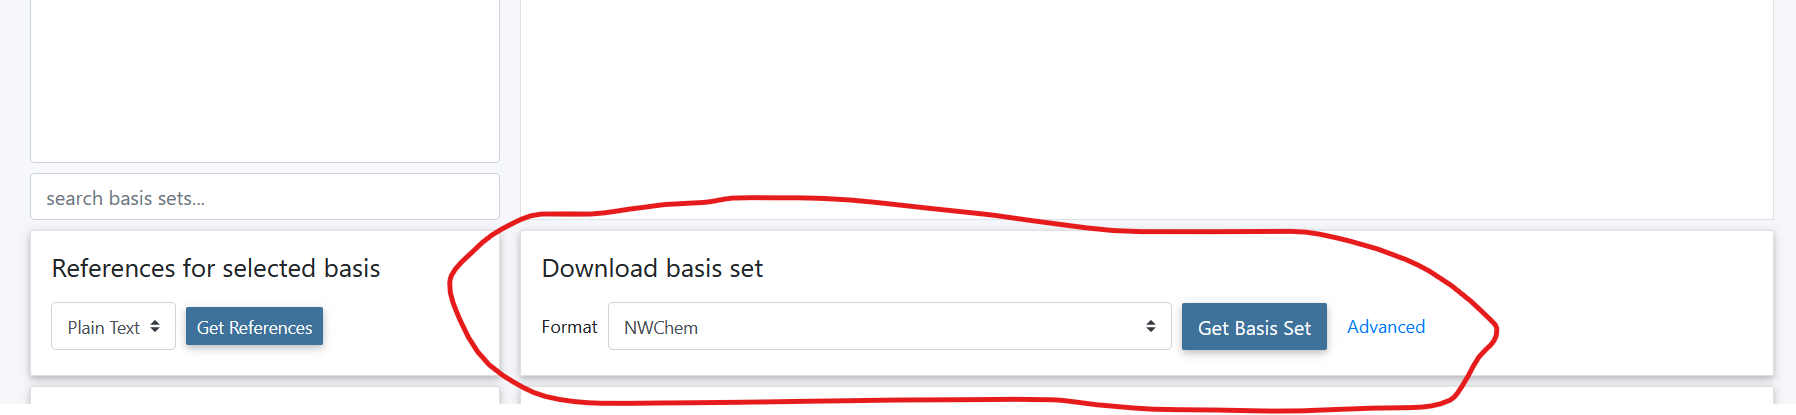 search basis sets...
References for selected basis
Plain Text Get References
Download basis set
Format NWChem Get Basis Set Advanced